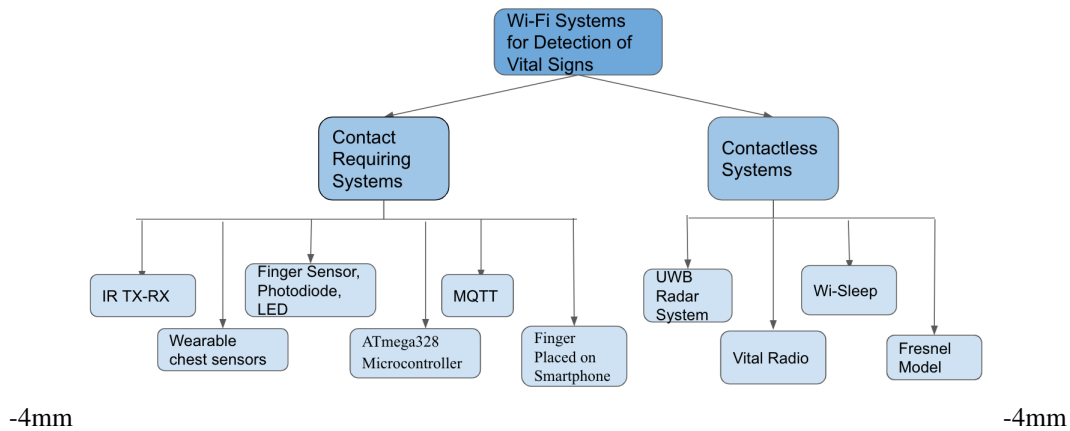 Wi-Fi Systems
for Detection of
Vital Signs
Contact
Requiring
Systems
Contactless
Systems
IR TX-RX
Wearable
chest sensors
Finger Sensor,
Photodiode,
LED
ATmega328
Microcontroller
MQTT
Finger
Placed on
Smartphone
UWB
Radar
System
Vital Radio
Wi-Sleep
Fresnel
Model
-4mm
-4mm